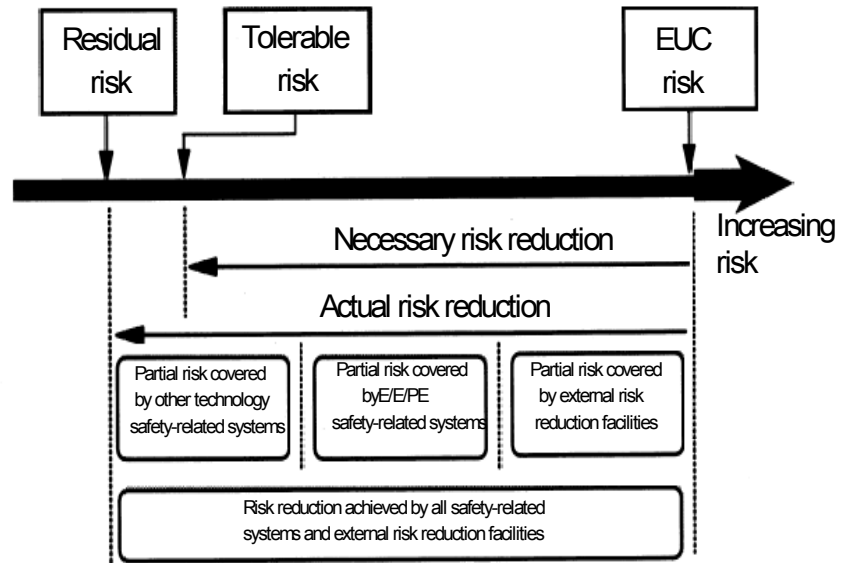 Residual
risk
Tolerable
risk
EUC
risk
Increasing
risk
Necessary risk reduction
Actual risk reduction
Partial risk covered
by other technology
safety-related systems
Partial risk covered
byE/E/PE
safety-related systems
Partial risk covered
by external risk
reduction facilities
Risk reduction achieved by all safety-related
systems and external risk reduction facilities